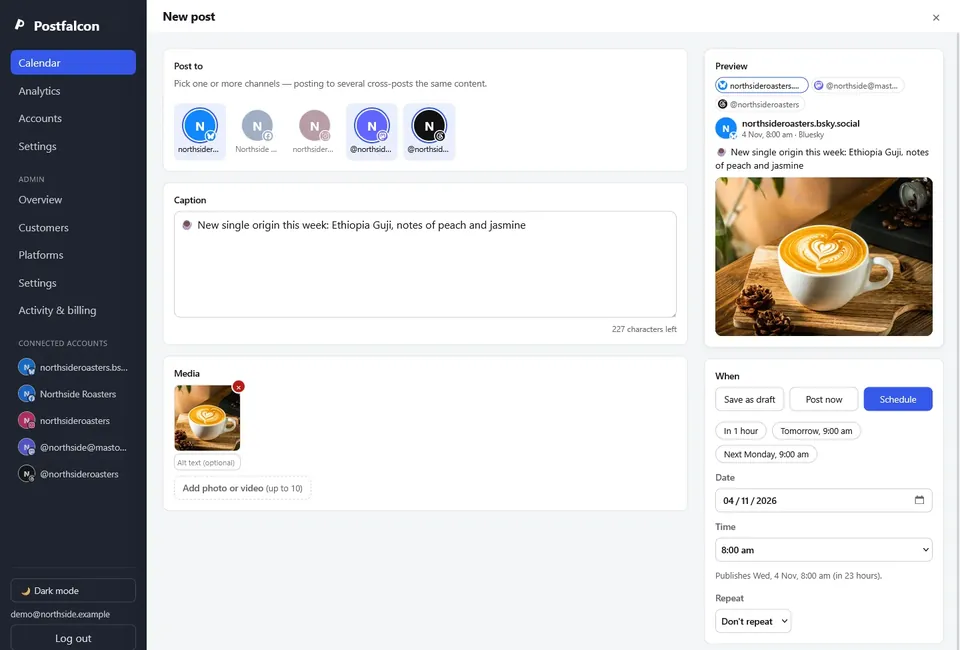 Postfalcon
Calendar
Analytics
Accounts
Settings
ADMIN
Overview
Customers
Platforms
Settings
Activity & billing
CONNECTED ACCOUNTS
N northsideroasters.bs...
N Northside Roasters
N northsideroasters
N @northside@masto...
N @northsideroasters
Dark mode
demo@northside.example
Log out
New post
Post to
Pick one or more channels — posting to several cross-posts the same content.
N N N N N
northsider... Northside ... northsider... @northsid... @northsid...
Caption
New single origin this week: Ethiopia Guji, notes of peach and jasmine
227 characters left
Media
Alt text (optional)
Add photo or video (up to 10)
Preview
northsideroasters.... @northside@mast...
@northsideroasters
N northsideroasters.bsky.social
4 Nov, 8:00 am · Bluesky
New single origin this week: Ethiopia Guji, notes
of peach and jasmine
When
Save as draft Post now Schedule
In 1 hour Tomorrow, 9:00 am
Next Monday, 9:00 am
Date
04 / 11 / 2026
Time
8:00 am
Publishes Wed, 4 Nov, 8:00 am (in 23 hours).
Repeat
Don't repeat